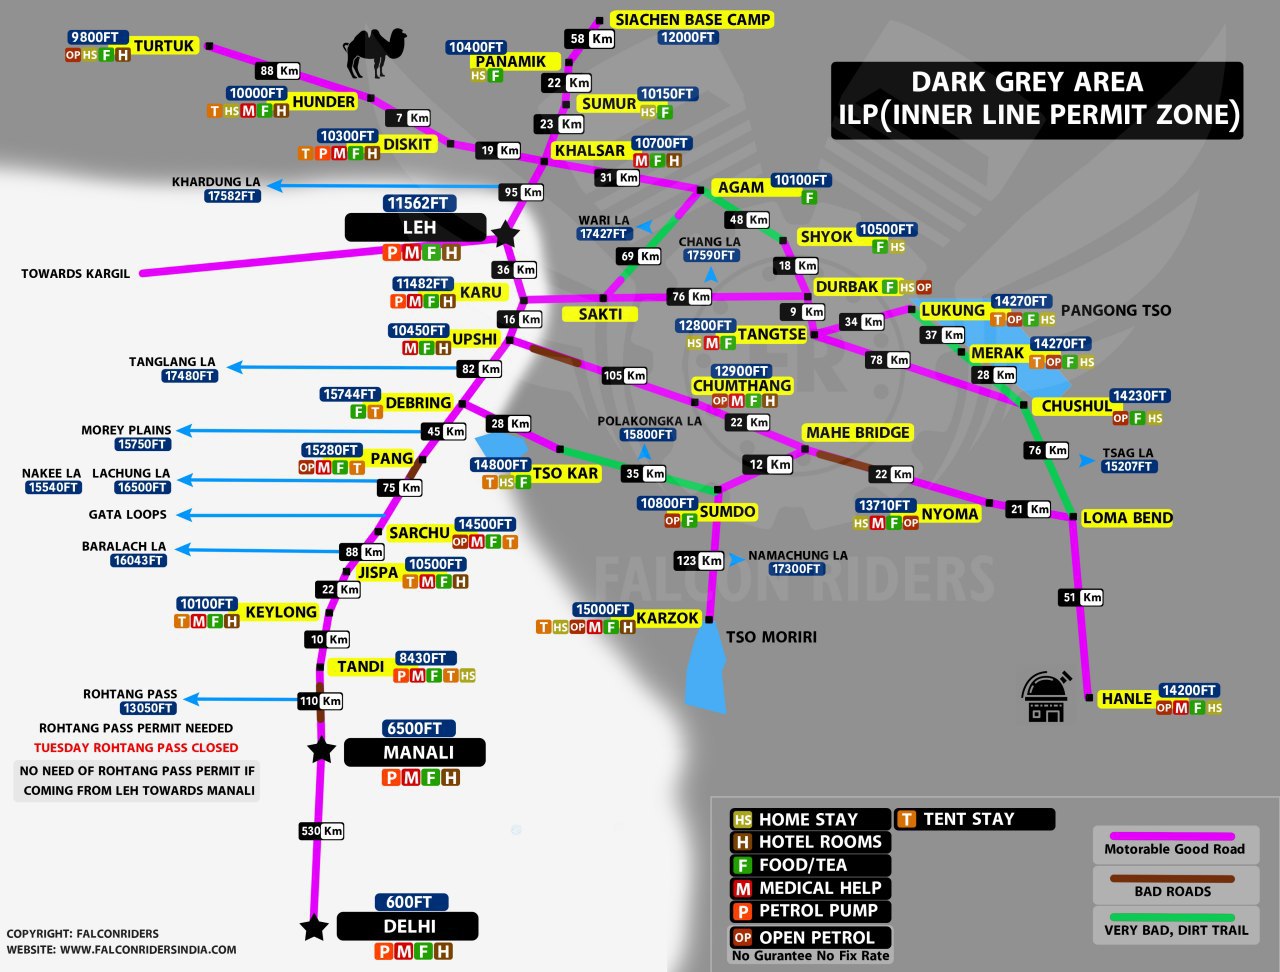 DARK GREY AREA
ILP(INNER LINE PERMIT ZONE)
SIACHEN BASE CAMP
12000FT
58 Km
9800FT
TURTUK
OP HS F H
88 Km
10400FT
PANAMIK
HS F
22 Km
10000FT
HUNDER
T HS M F H
7 Km
SUMUR
10150FT
HS F
23 Km
10300FT
DISKIT
T P M F H
19 Km
KHALSAR
10700FT
M F H
31 Km
KHARDUNG LA
17582FT
95 Km
AGAM
10100FT
F
11562FT
LEH
P M F H
WARI LA
17427FT
48 Km
SHYOK
10500FT
F HS
69 Km
CHANG LA
17590FT
18 Km
TOWARDS KARGIL
36 Km
11482FT
KARU
P M F H
76 Km
DURBAK
F HS OP
SAKTI
9 Km
16 Km
10450FT
UPSHI
M F H
12800FT
TANGTSE
HS M F
34 Km
LUKUNG
14270FT
T OP F HS
PANGONG TSO
37 Km
MERAK
14270FT
T OP F HS
78 Km
28 Km
TANGLANG LA
17480FT
82 Km
105 Km
12900FT
CHUMTHANG
OP M F H
CHUSHUL
14230FT
OP F HS
15744FT
DEBRING
F T
28 Km
22 Km
POLAKONGKA LA
15800FT
MAHE BRIDGE
MOREY PLAINS
15750FT
45 Km
76 Km
TSAG LA
15207FT
15280FT
PANG
OP M F T
14800FT
TSO KAR
T HS F
35 Km
12 Km
22 Km
NAKEE LA
15540FT
LACHUNG LA
16500FT
75 Km
10800FT
SUMDO
OP F
13710FT
NYOMA
HS M F OP
21 Km
LOMA BEND
GATA LOOPS
SARCHU
14500FT
OP M F T
BARALACH LA
16043FT
88 Km
123 Km
NAMACHUNG LA
17300FT
JISPA
10500FT
T M F H
FALCON RIDERS
22 Km
51 Km
10100FT
KEYLONG
T M F H
15000FT
KARZOK
T HS OP M F H
10 Km
TSO MORIRI
TANDI
8430FT
P M F T HS
ROHTANG PASS
13050FT
110 Km
HANLE
14200FT
OP M F HS
ROHTANG PASS PERMIT NEEDED
TUESDAY ROHTANG PASS CLOSED
NO NEED OF ROHTANG PASS PERMIT IF
COMING FROM LEH TOWARDS MANALI
6500FT
MANALI
P M F H
530 Km
600FT
DELHI
P M F H
HS HOME STAY
T TENT STAY
H HOTEL ROOMS
F FOOD/TEA
M MEDICAL HELP
P PETROL PUMP
OP OPEN PETROL
No Gurantee No Fix Rate
Motorable Good Road
BAD ROADS
VERY BAD, DIRT TRAIL
COPYRIGHT: FALCONRIDERS
WEBSITE: WWW.FALCONRIDERSINDIA.COM